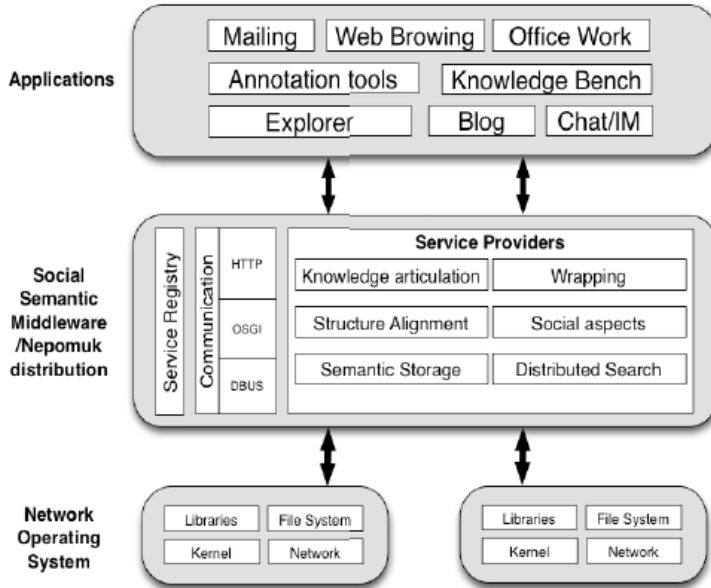 Mailing
Web Browing
Office Work
Applications
Annotation tools
Knowledge Bench
Explorer
Blog
Chat/IM
Social
Semantic
Middleware
/Nepomuk
distribution
Service Registry
Communication
HTTP
OSGI
DBUS
Service Providers
Knowledge articulation
Wrapping
Structure Alignment
Social aspects
Semantic Storage
Distributed Search
Network
Operating
System
Libraries
File System
Kernel
Network
Libraries
File System
Kernel
Network